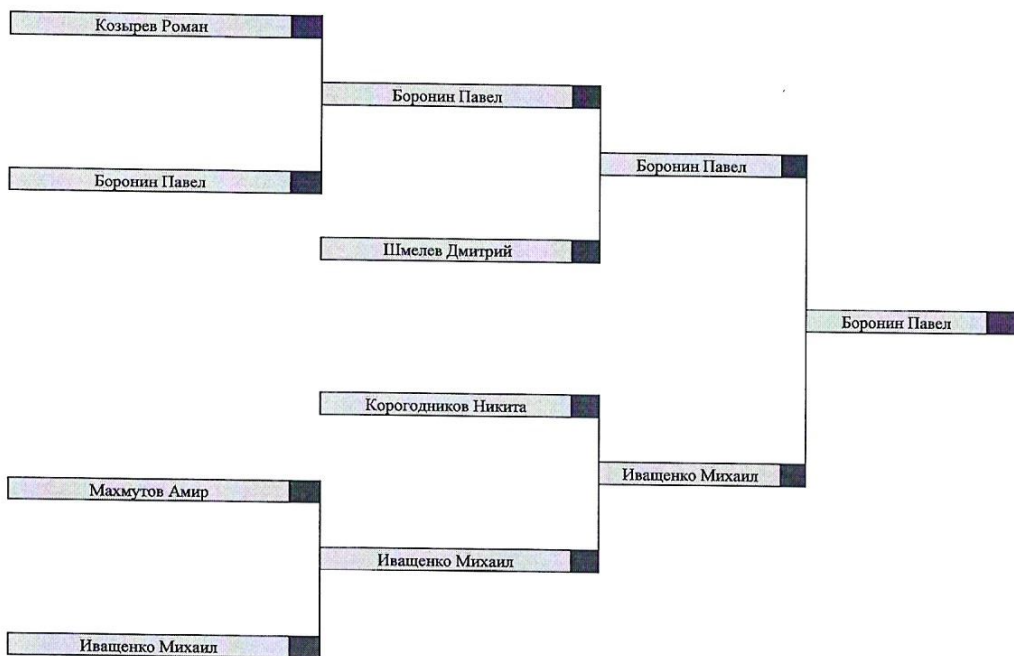 Козырев Роман
Боронин Павел
Боронин Павел
Боронин Павел
Шмелев Дмитрий
Боронин Павел
Корогодников Никита
Иващенко Михаил
Махмутов Амир
Иващенко Михаил
Иващенко Михаил